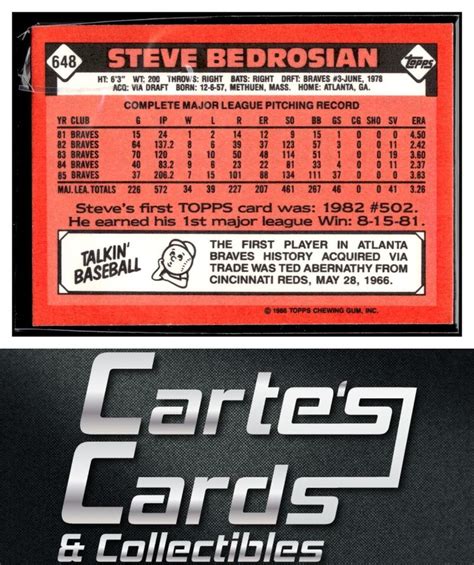 648 STEVE BEDROSIAN Topps
HT: 6'3" WT: 200 THROWS: RIGHT BATS: RIGHT DRFT: BRAVES #3-JUNE, 1978
ACQ: VIA DRAFT BORN: 12-6-57, METHUEN, MASS. HOME: ATLANTA, GA.
COMPLETE MAJOR LEAGUE PITCHING RECORD
YR CLUB G IP W L R ER SO BB GS CG SHO SV ERA
81 BRAVES 15 24 1 2 14 12 9 15 1 0 0 0 4.50
82 BRAVES 64 137.2 8 6 39 37 123 57 3 0 0 11 2.42
83 BRAVES 70 120 9 10 50 48 114 51 1 0 0 19 3.60
84 BRAVES 40 83.2 9 6 23 22 81 33 4 0 0 11 2.37
85 BRAVES 37 206.2 7 15 101 88 134 111 37 0 0 0 3.83
MAJ. LEA. TOTALS 226 572 34 39 227 207 461 267 46 0 0 41 3.26
Steve's first TOPPS card was: 1982 #502.
He earned his 1st major league Win: 8-15-81.
TALKIN' BASEBALL
THE FIRST PLAYER IN ATLANTA
BRAVES HISTORY ACQUIRED VIA
TRADE WAS TED ABERNATHY FROM
CINCINNATI REDS, MAY 28, 1966.
© 1986 TOPPS CHEWING GUM, INC.
Carte's
Cards
& Collectibles